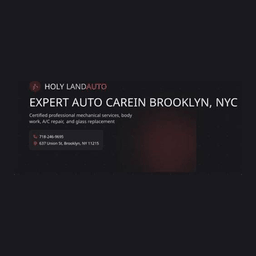 HOLY LANDAUTO
EXPERT AUTO CAREIN BROOKLYN, NYC
Certified professional mechanical services, body
work, A/C repair, and glass replacement
718-246-9695
637 Union St, Brooklyn, NY 11215